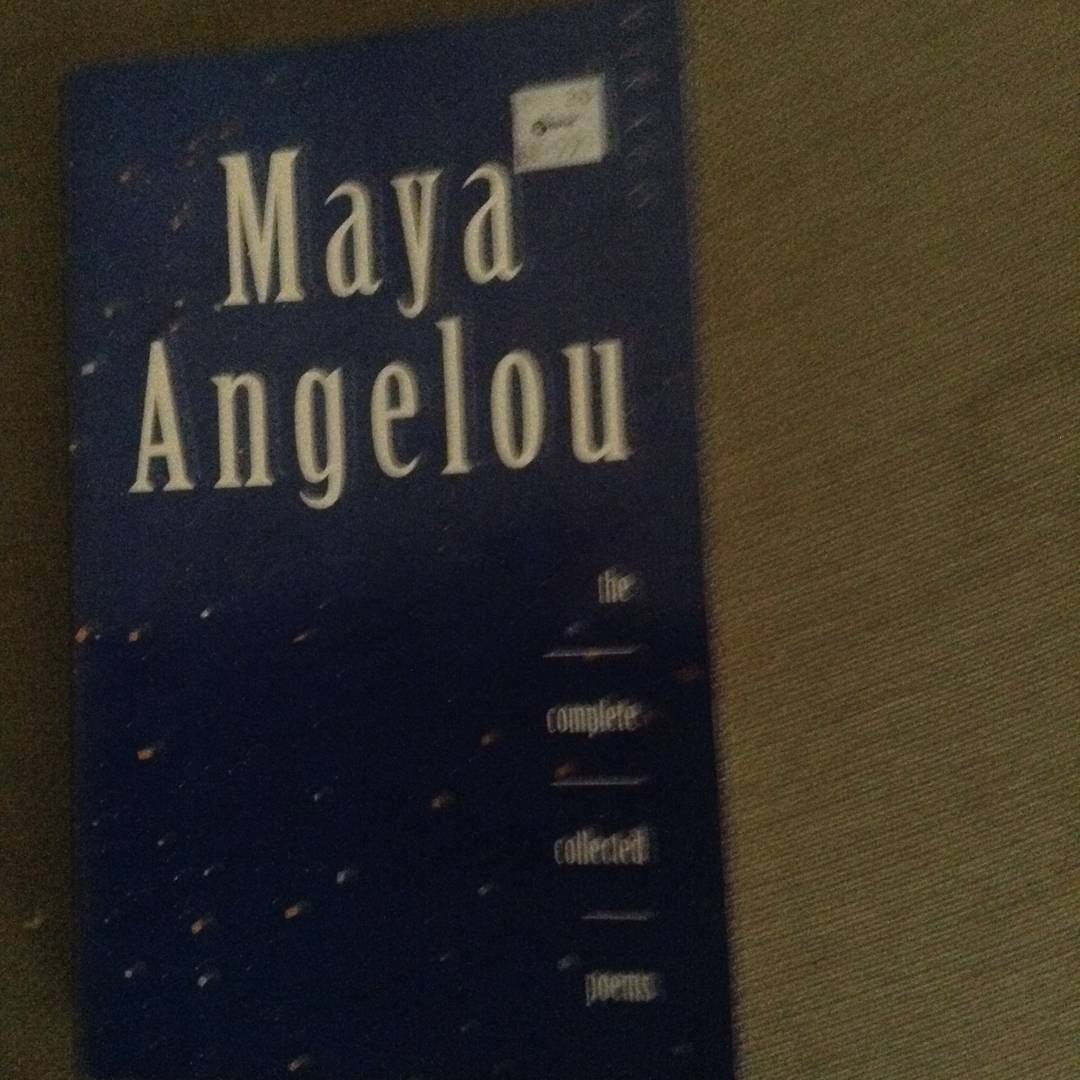 Maya
Angelou
the
complete
collected
poems